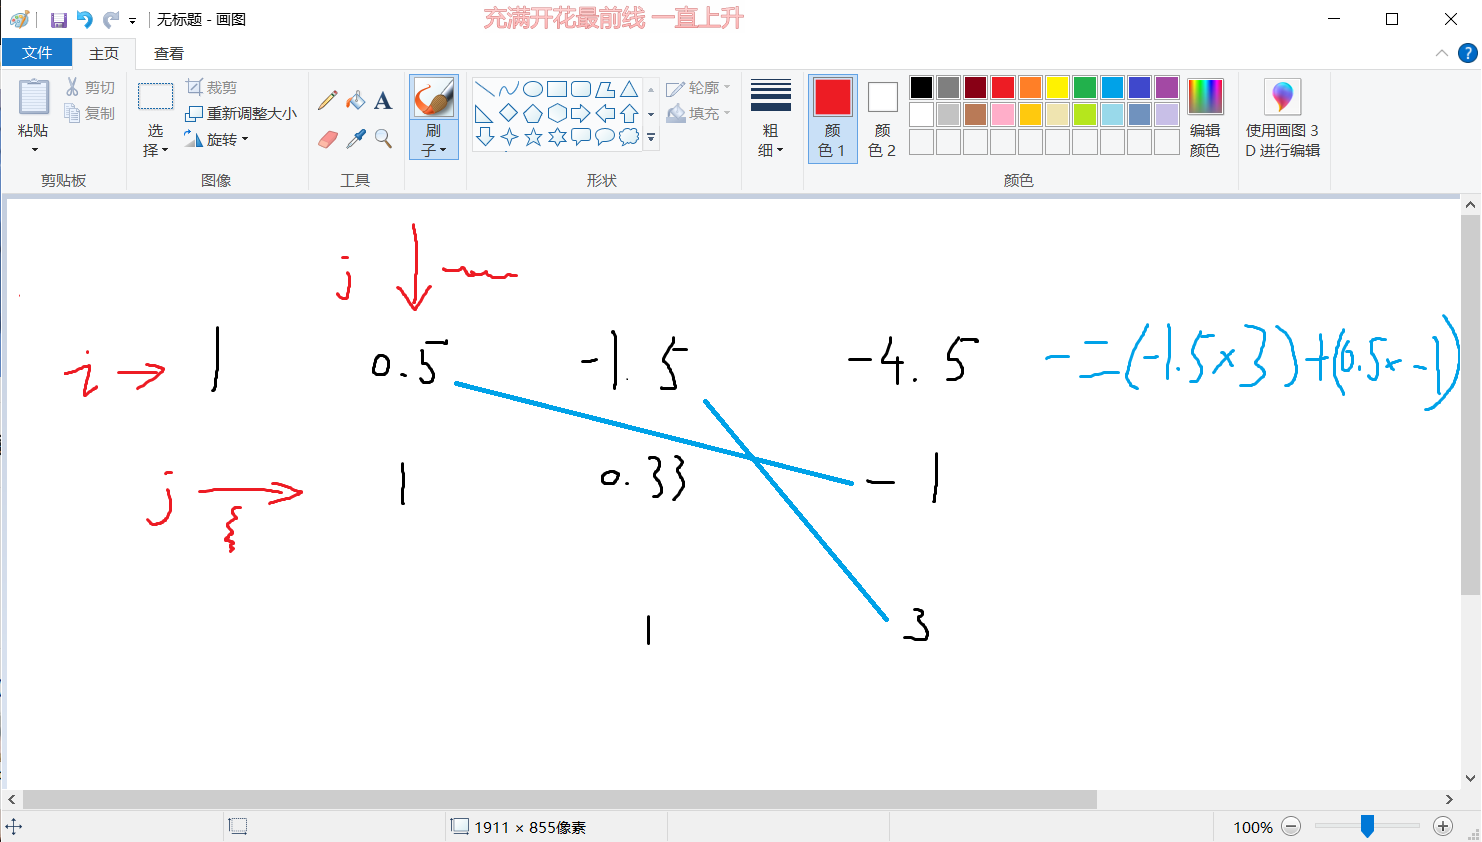 无标题 - 画图
充满开花最前线 一直上升
文件 主页 查看
粘贴
剪切
复制
剪贴板
选择
裁剪
重新调整大小
旋转
图像
A
工具
刷子
轮廓
填充
形状
粗细
颜色 1
颜色 2
编辑颜色
颜色
使用画图 3
D 进行编辑
j
i → 1 0.5 -1.5 -4.5 -=(-1.5×3)+(0.5×-1)
j 1 0.33 -1
1 3
1911 × 855像素
100%